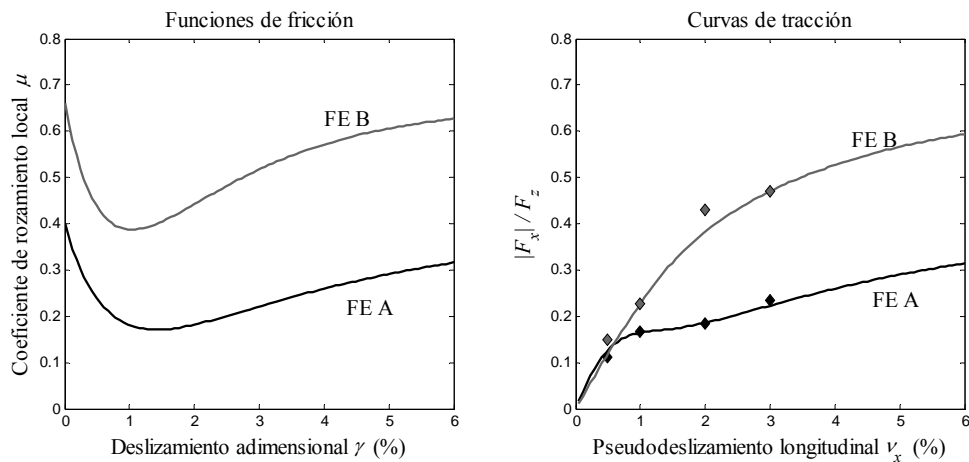 Funciones de fricción
0.8
0.7
0.6
0.5
0.4
0.3
0.2
0.1
0
0 1 2 3 4 5 6
Coeficiente de rozamiento local μ
Deslizamiento adimensional γ (%)
FE B
FE A
Curvas de tracción
0.8
0.7
0.6
0.5
0.4
0.3
0.2
0.1
0
0 1 2 3 4 5 6
|F_x| / F_z
Pseudodeslizamiento longitudinal ν_x (%)
FE B
FE A